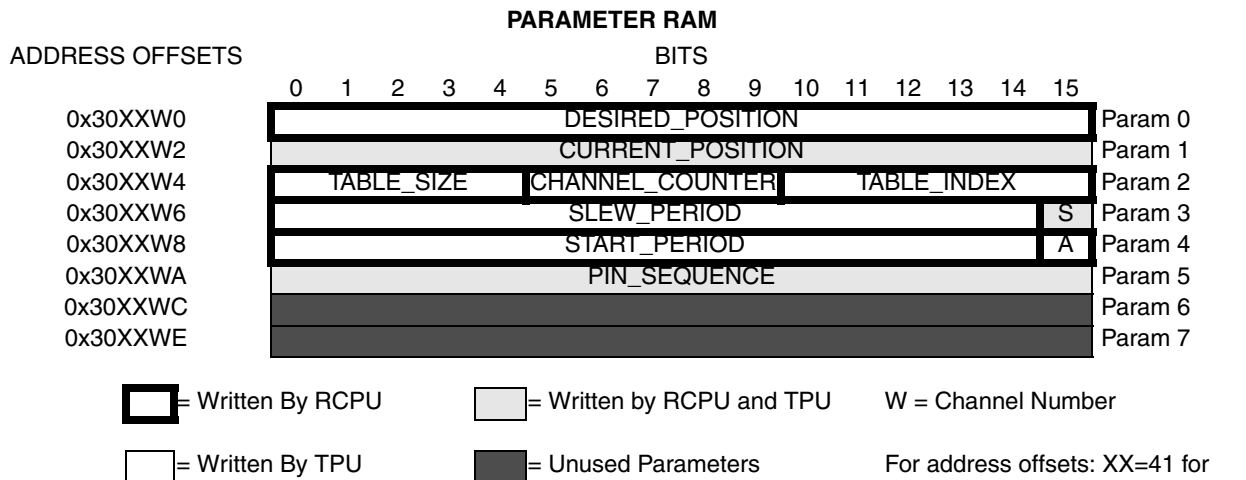 PARAMETER RAM
ADDRESS OFFSETS BITS
0 1 2 3 4 5 6 7 8 9 10 11 12 13 14 15
0x30XXW0 DESIRED_POSITION Param 0
0x30XXW2 CURRENT_POSITION Param 1
0x30XXW4 TABLE_SIZE CHANNEL_COUNTER TABLE_INDEX Param 2
0x30XXW6 SLEW_PERIOD S Param 3
0x30XXW8 START_PERIOD A Param 4
0x30XXWA PIN_SEQUENCE Param 5
0x30XXWC Param 6
0x30XXWE Param 7
= Written By RCPU = Written by RCPU and TPU W = Channel Number
= Written By TPU = Unused Parameters For address offsets: XX=41 for